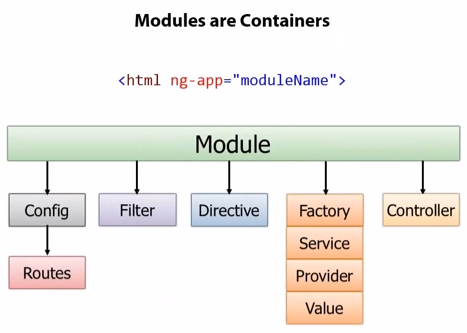 Modules are Containers
<html ng-app="moduleName">
Module
Config
Filter
Directive
Factory
Controller
Service
Routes
Provider
Value